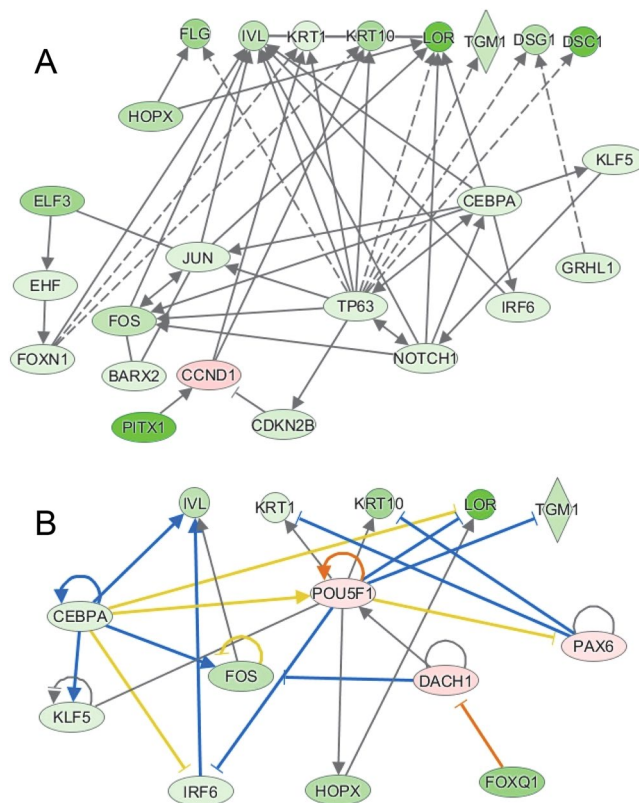 A
FLG IVL KRT1 KRT10 LOR TGM1 DSG1 DSC1
HOPX
KLF5
ELF3 CEBPA
JUN GRHL1
EHF
TP63 IRF6
FOS
FOXN1 NOTCH1
BARX2 CCND1
PITX1 CDKN2B
B
IVL KRT1 KRT10 LOR TGM1
POU5F1
CEBPA
PAX6
FOS DACH1
KLF5
IRF6 HOPX FOXQ1